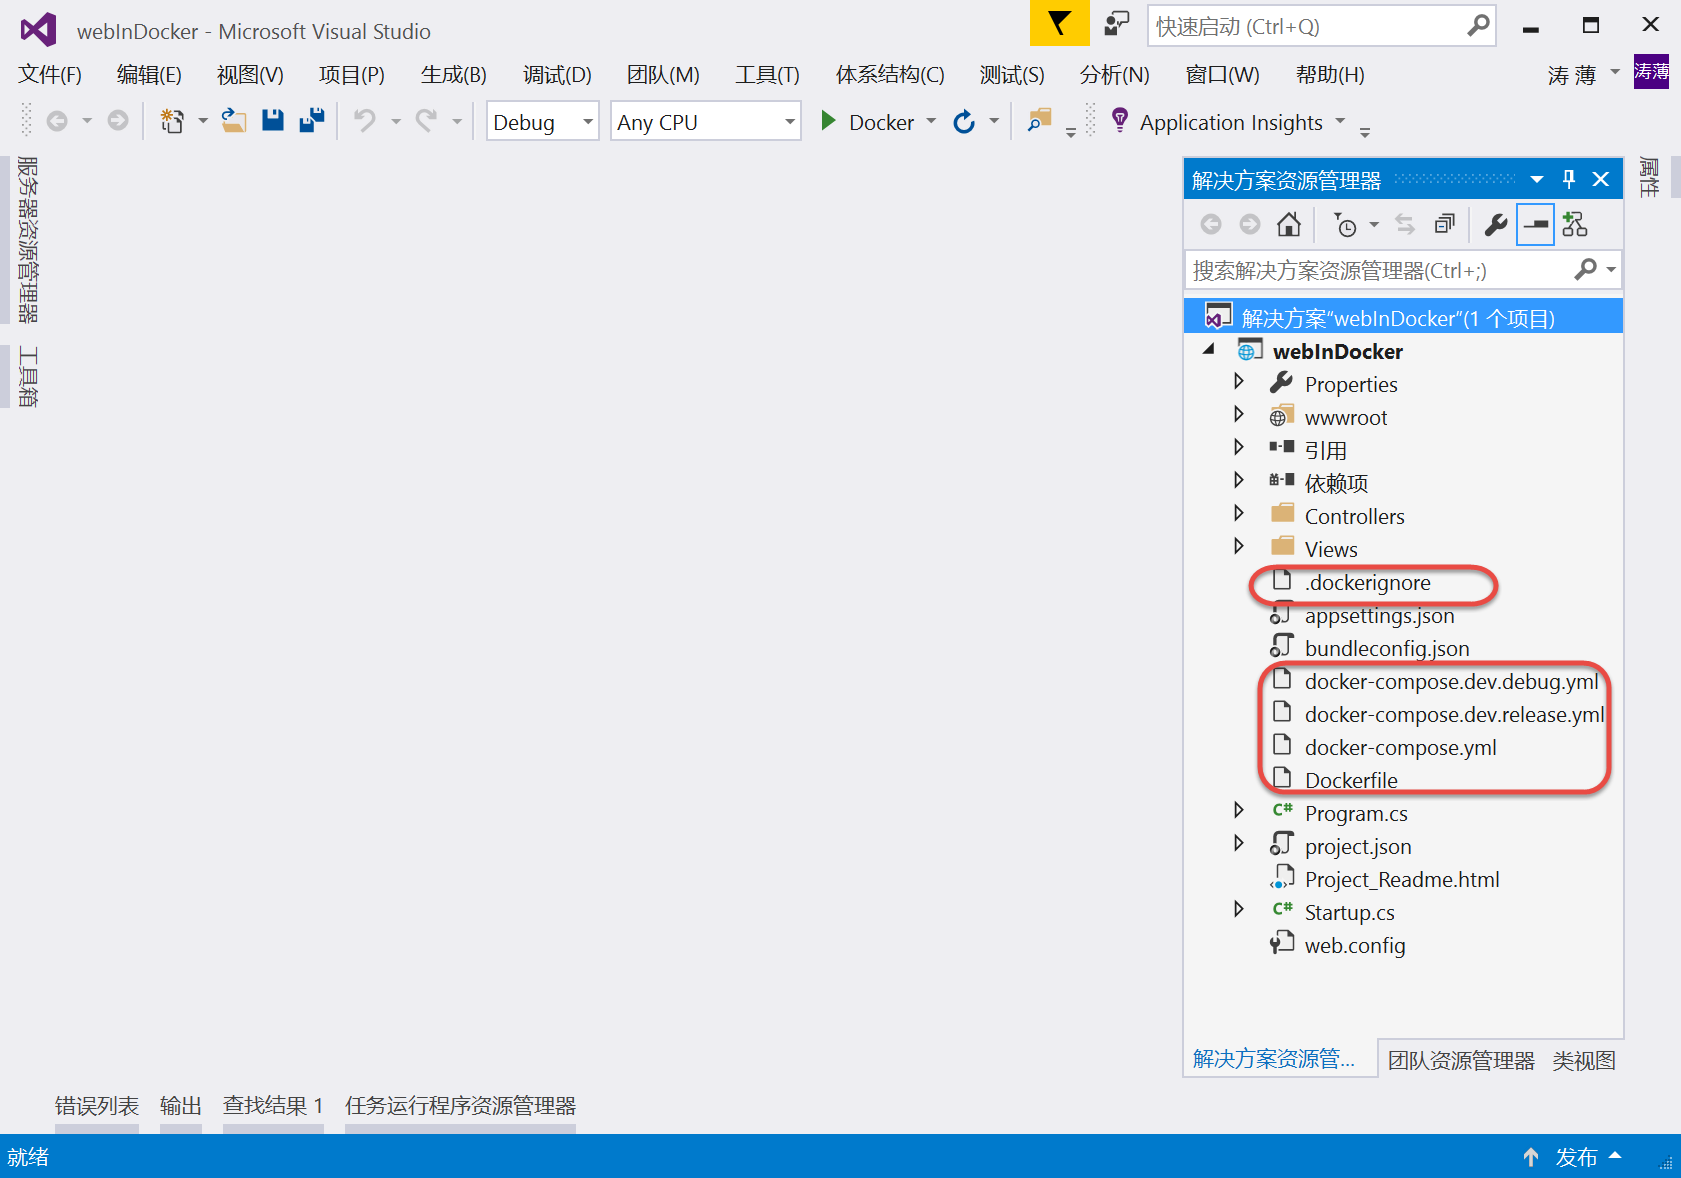 webInDocker - Microsoft Visual Studio
快速启动 (Ctrl+Q)
文件(F) 编辑(E) 视图(V) 项目(P) 生成(B) 调试(D) 团队(M) 工具(T) 体系结构(C) 测试(S) 分析(N) 窗口(W) 帮助(H) 涛 薄 涛薄
Debug Any CPU Docker Application Insights
服务器资源管理器
工具箱
解决方案资源管理器
属性
搜索解决方案资源管理器(Ctrl+;)
解决方案“webInDocker”(1 个项目)
webInDocker
Properties
wwwroot
引用
依赖项
Controllers
Views
.dockerignore
appsettings.json
bundleconfig.json
docker-compose.dev.debug.yml
docker-compose.dev.release.yml
docker-compose.yml
Dockerfile
C# Program.cs
project.json
Project_Readme.html
C# Startup.cs
web.config
解决方案资源管... 团队资源管理器 类视图
错误列表 输出 查找结果 1 任务运行程序资源管理器
就绪 发布